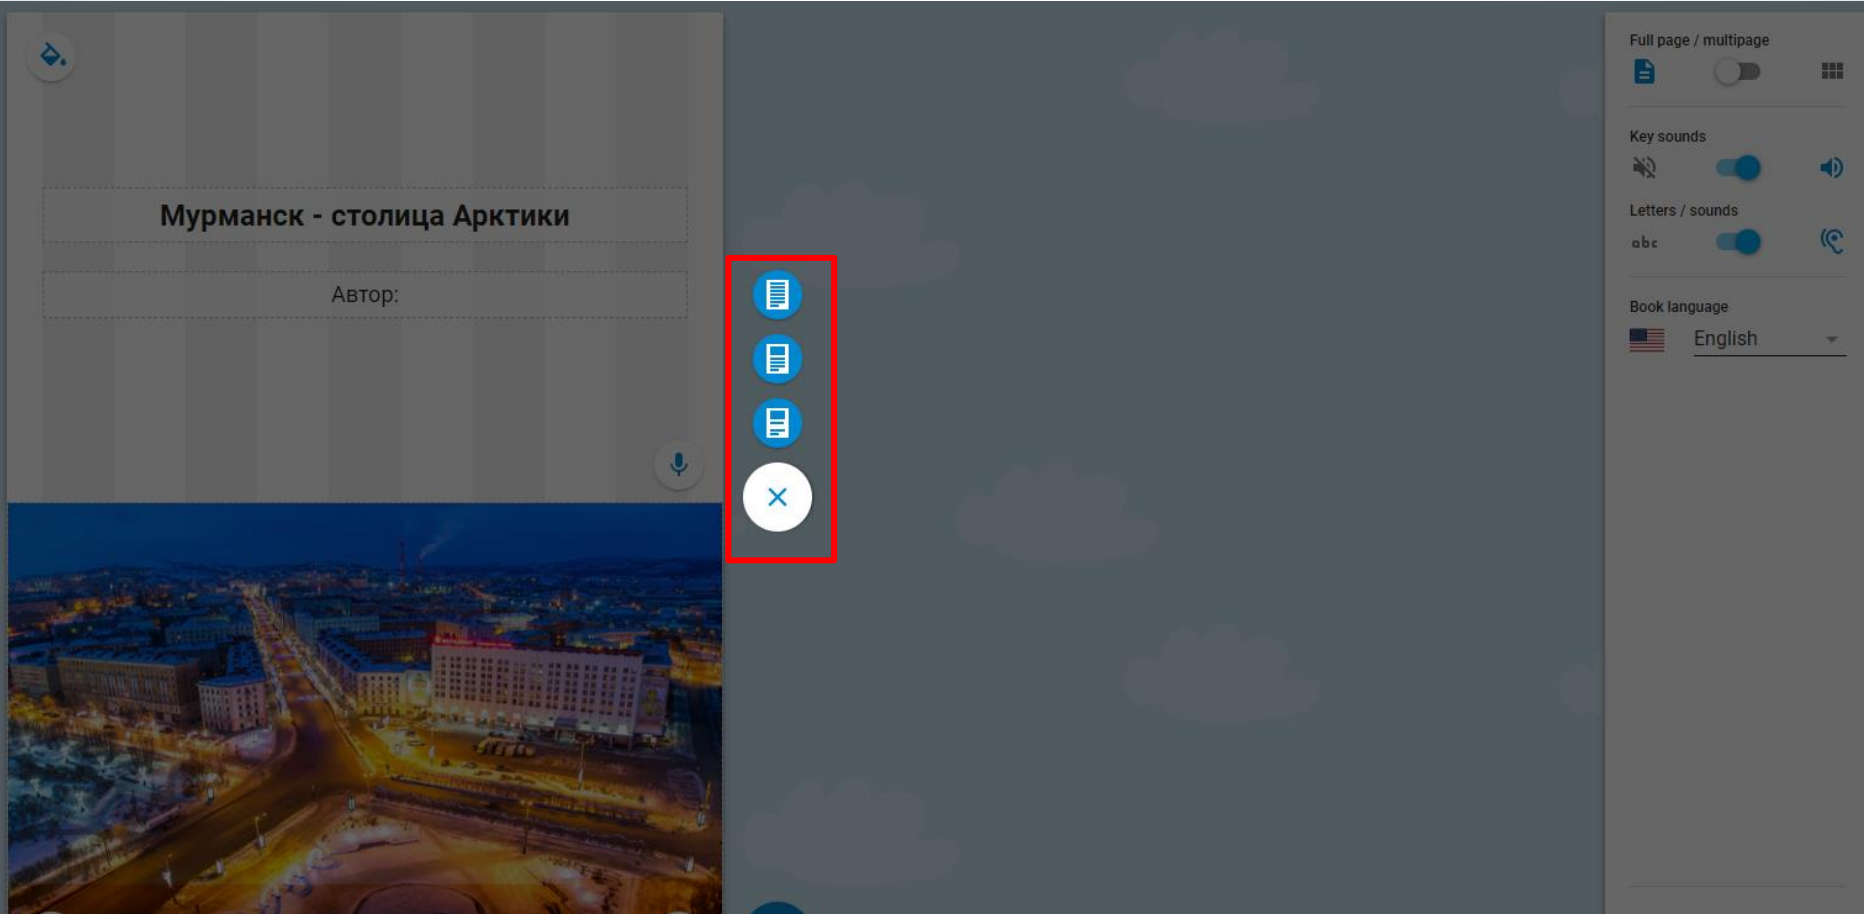 Мурманск - столица Арктики
Автор:
Full page / multipage
Key sounds
Letters / sounds
abc
Book language
English